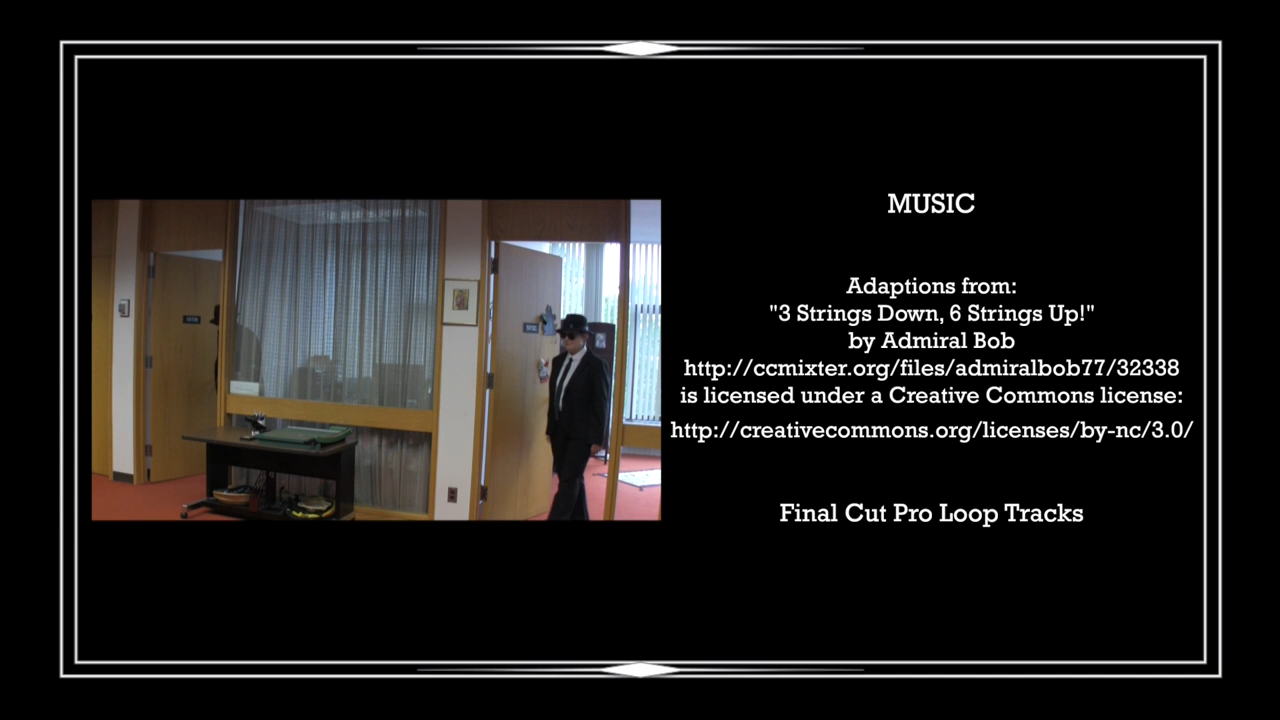 MUSIC
Adaptions from:
"3 Strings Down, 6 Strings Up!"
by Admiral Bob
http://ccmixter.org/files/admiralbob77/32338
is licensed under a Creative Commons license:
http://creativecommons.org/licenses/by-nc/3.0/
Final Cut Pro Loop Tracks